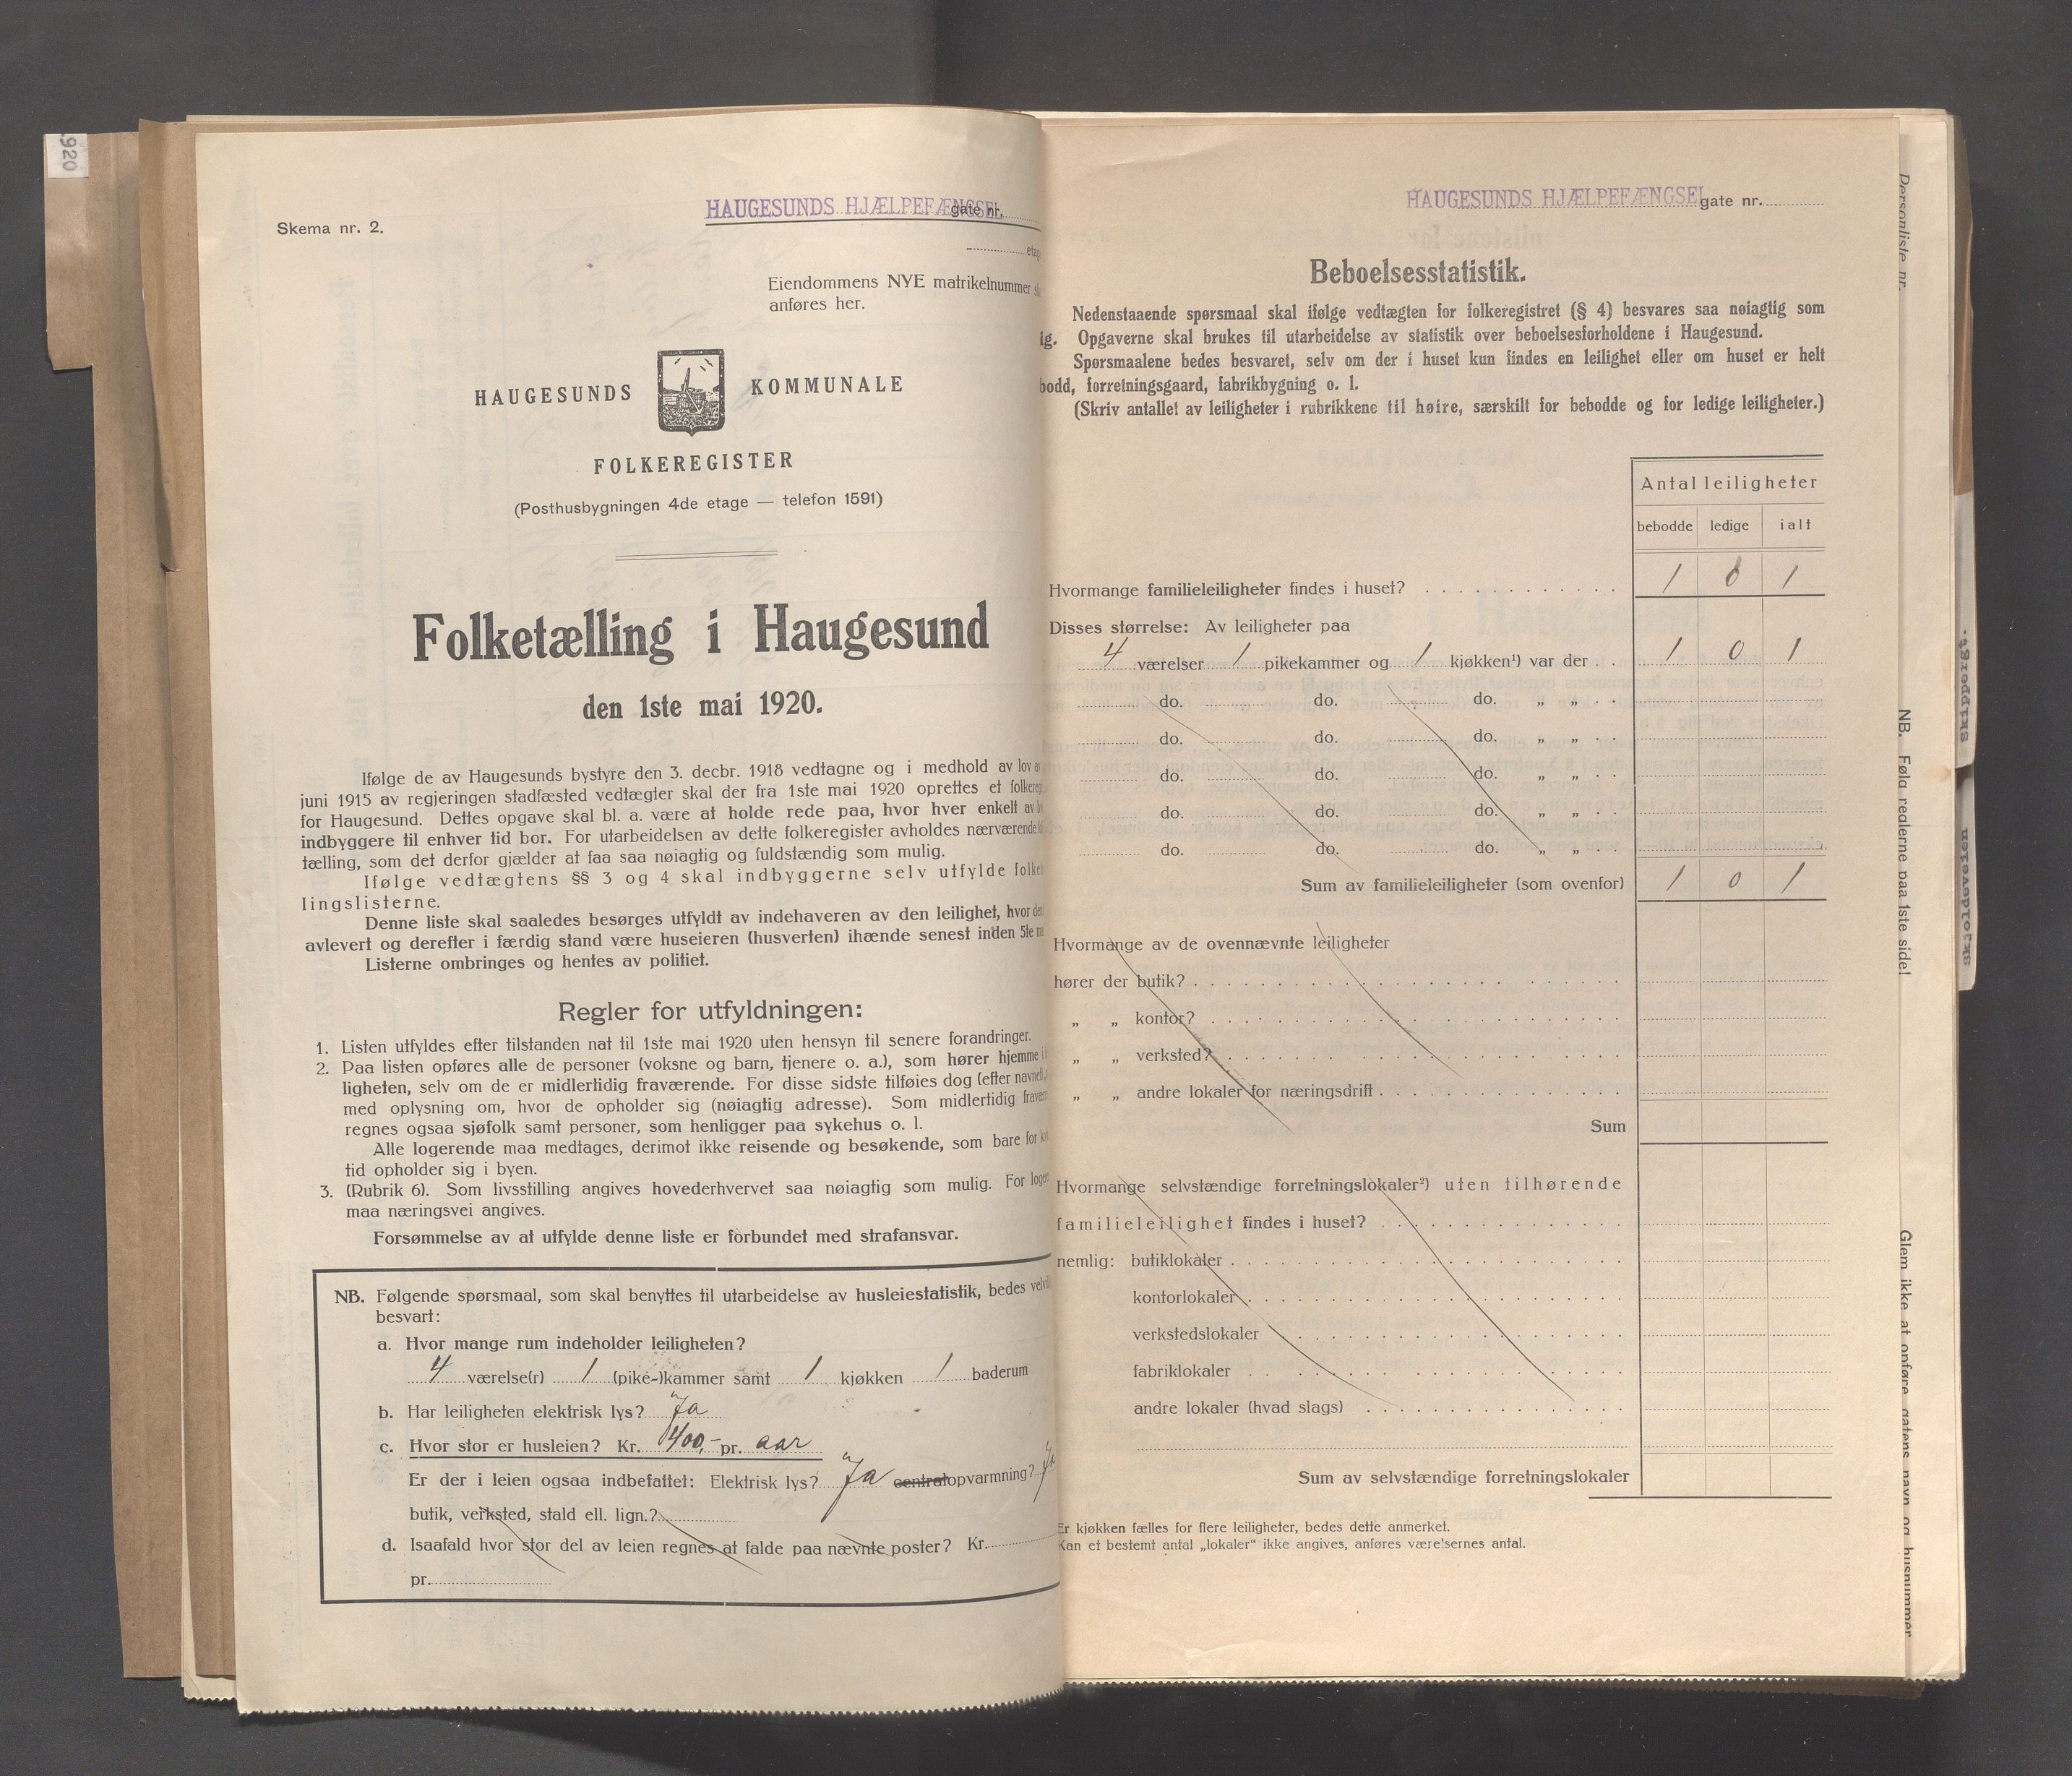 920
HAUGESUNDS HJÆLPEFÆNGSEL gate nr.
Skema nr. 2.
Eiendommens NYE matrikelnummer
anføres her.
HAUGESUNDS KOMMUNALE
FOLKEREGISTER
(Posthusbygningen 4de etage — telefon 1591)
Folketælling i Haugesund
den 1ste mai 1920.
Ifølge de av Haugesunds bystyre den 3. decbr. 1918 vedtagne og i medhold av lov
juni 1915 av regjeringen stadfæsted vedtægter skal der fra 1ste mai 1920 oprettes et
for Haugesund. Dettes opgave skal bl. a. være at holde rede paa, hvor hver enkelt av
indbyggere til enhver tid bor. For utarbeidelsen av dette folkeregister avholdes nærværende
tælling, som det derfor gjælder at faa saa nøiagtig og fuldstændig som mulig.
Ifølge vedtægtens §§ 3 og 4 skal indbyggerne selv utfylde
lingslisterne.
Denne liste skal saaledes besørges utfyldt av indehaveren av den leilighet, hvor
avlevert og derefter i færdig stand være huseieren (husverten) ihænde senest inden 5te
Listerne ombringes og hentes av politiet.
Regler for utfyldningen:
1. Listen utfyldes efter tilstanden nat til 1ste mai 1920 uten hensyn til senere forandringer.
2. Paa listen opføres alle de personer (voksne og barn, tjenere o. a.), som hører hjemme
ligheten, selv om de er midlertidig fraværende. For disse sidste tilføies dog (efter navnet)
med oplysning om, hvor de opholder sig (nøiagtig adresse). Som midlertidig
regnes ogsaa sjøfolk samt personer, som henligger paa sykehus o. l.
Alle logerende maa medtages, derimot ikke reisende og besøkende, som bare for
tid opholder sig i byen.
3. (Rubrik 6). Som livsstilling angives hovederhvervet saa nøiagtig som mulig. For
maa næringsvei angives.
Forsømmelse av at utfylde denne liste er forbundet med strafansvar.
NB. Følgende spørsmaal, som skal benyttes til utarbeidelse av husleiestatistik, bedes
besvart:
a. Hvor mange rum indeholder leiligheten?
4 værelse(r) 1 (pike-)kammer samt 1 kjøkken 1 baderum
b. Har leiligheten elektrisk lys? Ja
c. Hvor stor er husleien? Kr. 400,- pr. aar
Er der i leien ogsaa indbefattet: Elektrisk lys? Ja centralopvarmning? Ja
butik, verksted, stald ell. lign.?
d. Isaafald hvor stor del av leien regnes at falde paa nævnte poster? Kr.
pr.
HAUGESUNDS HJÆLPEFÆNGSEL gate nr.
Beboelsesstatistik.
Nedenstaaende spørsmaal skal ifølge vedtægten for folkeregistret (§ 4) besvares saa nøiagtig som
ig. Opgaverne skal brukes til utarbeidelse av statistik over beboelsesforholdene i Haugesund.
Spørsmaalene bedes besvaret, selv om der i huset kun findes en leilighet eller om huset er helt
bodd, forretningsgaard, fabrikbygning o. l.
(Skriv antallet av leiligheter i rubrikkene til høire, særskilt for bebodde og for ledige leiligheter.)
Antal leiligheter
bebodde ledige ialt
Hvormange familieleiligheter findes i huset? 1 0 1
Disses størrelse: Av leiligheter paa
4 værelser 1 pikekammer og 1 kjøkken¹) var der 1 0 1
do. do. do. „ „
do. do. do. „ „
do. do. do. „ „
do. do. do. „ „
do. do. do. „ „
Sum av familieleiligheter (som ovenfor) 1 0 1
Hvormange av de ovennævnte leiligheter
hører der butik?
„ „ kontor?
„ „ verksted?
„ „ andre lokaler for næringsdrift
Sum
Hvormange selvstændige forretningslokaler²) uten tilhørende
familieleilighet findes i huset?
nemlig: butiklokaler
kontorlokaler
verkstedslokaler
fabriklokaler
andre lokaler (hvad slags)
Sum av selvstændige forretningslokaler
Er kjøkken fælles for flere leiligheter, bedes dette anmerket.
Kan et bestemt antal „lokaler“ ikke angives, anføres værelsernes antal.
Personliste nr.
NB. Følg reglerne paa 1ste side!
Glem ikke at opføre gatens navn og husnummer
skippergt.
skjoldeveien